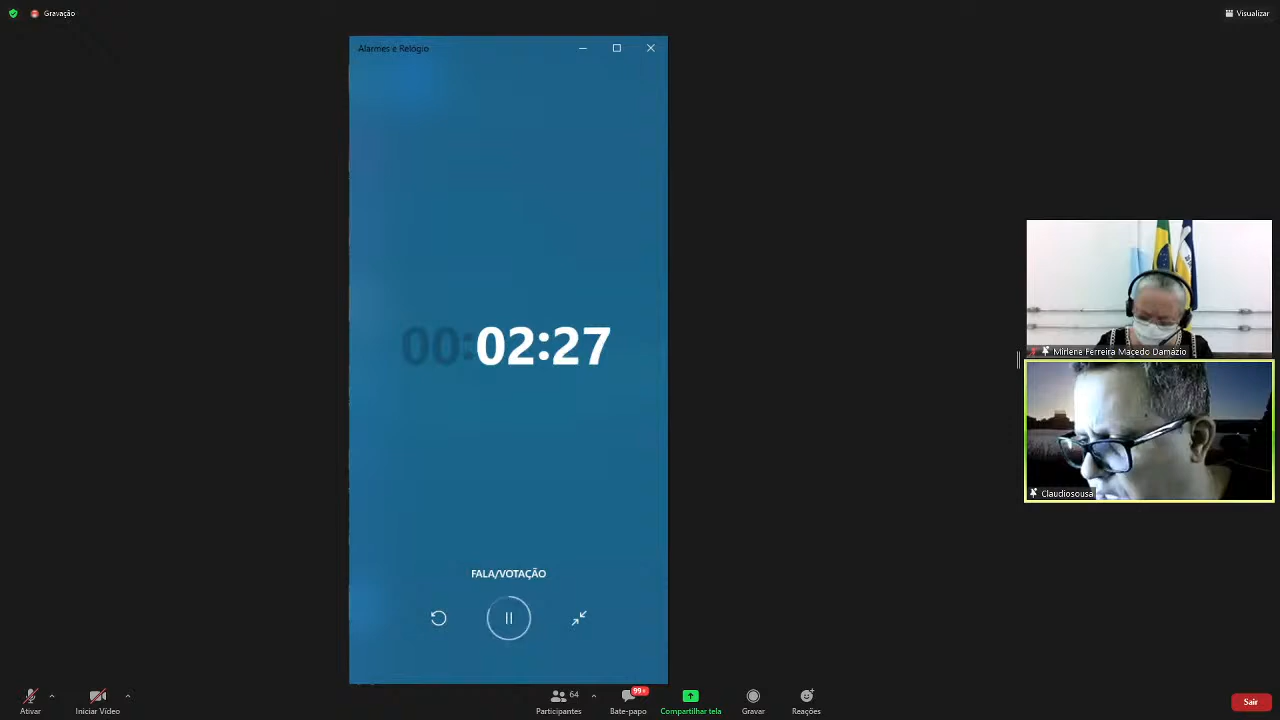 Gravação
Visualizar
Alarmes e Relógio
00:02:27
Mirlene Ferreira Macedo Damázio
Claudiosousa
FALA/VOTAÇÃO
Ativar
Iniciar Vídeo
Participantes
64
Bate-papo
99+
Compartilhar tela
Gravar
Reações
Sair